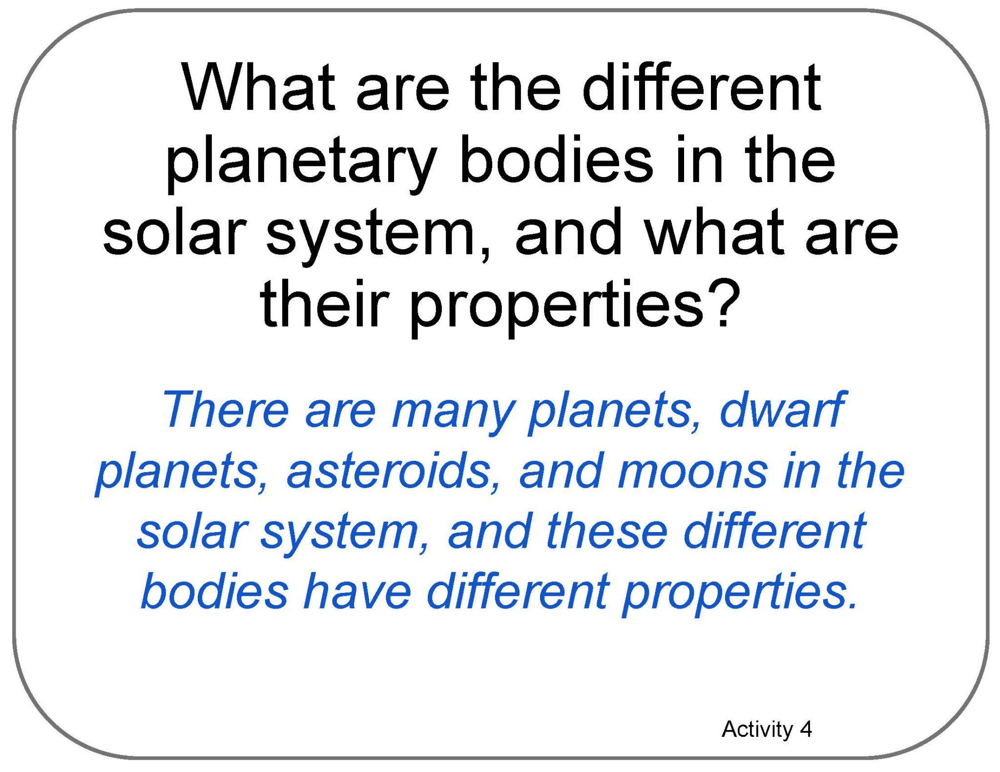 What are the different
planetary bodies in the
solar system, and what are
their properties?
There are many planets, dwarf
planets, asteroids, and moons in the
solar system, and these different
bodies have different properties.
Activity 4